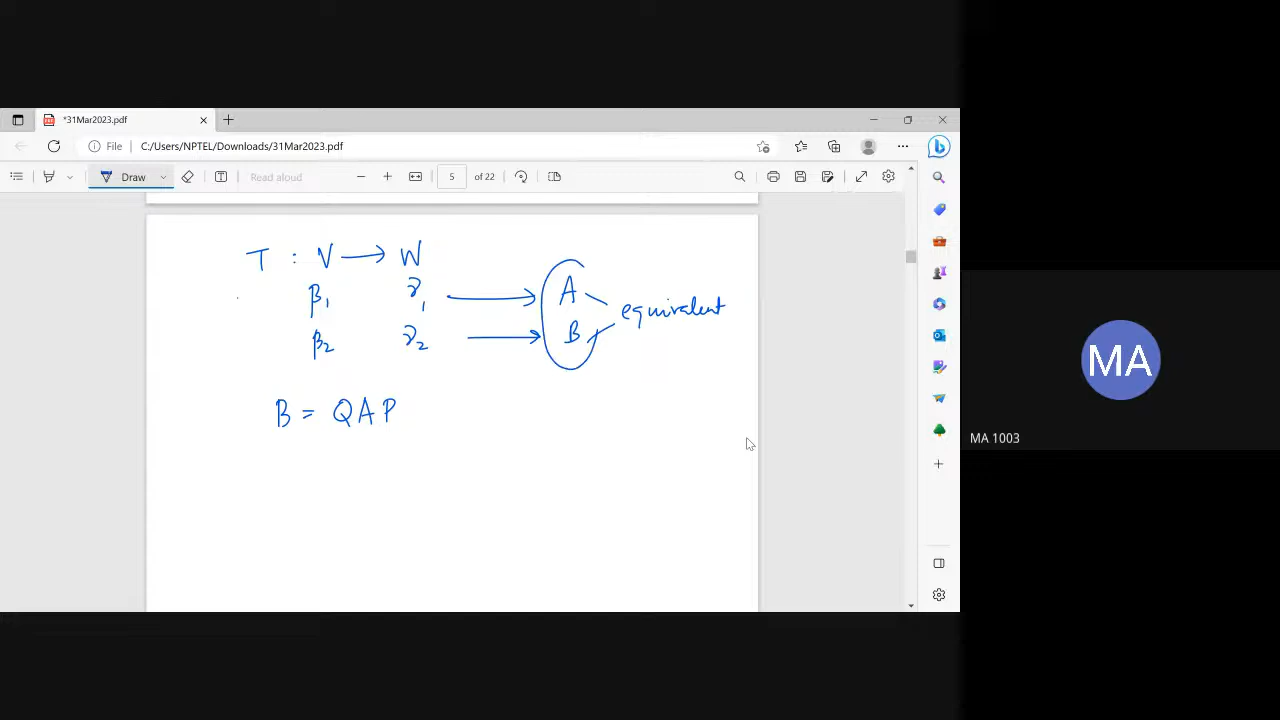 *31Mar2023.pdf
File C:/Users/NPTEL/Downloads/31Mar2023.pdf
Draw Read aloud 5 of 22
T : V ⟶ W
β₁ γ₁ ⟶ A
equivalent
β₂ γ₂ ⟶ B
B = QAP
MA
MA 1003